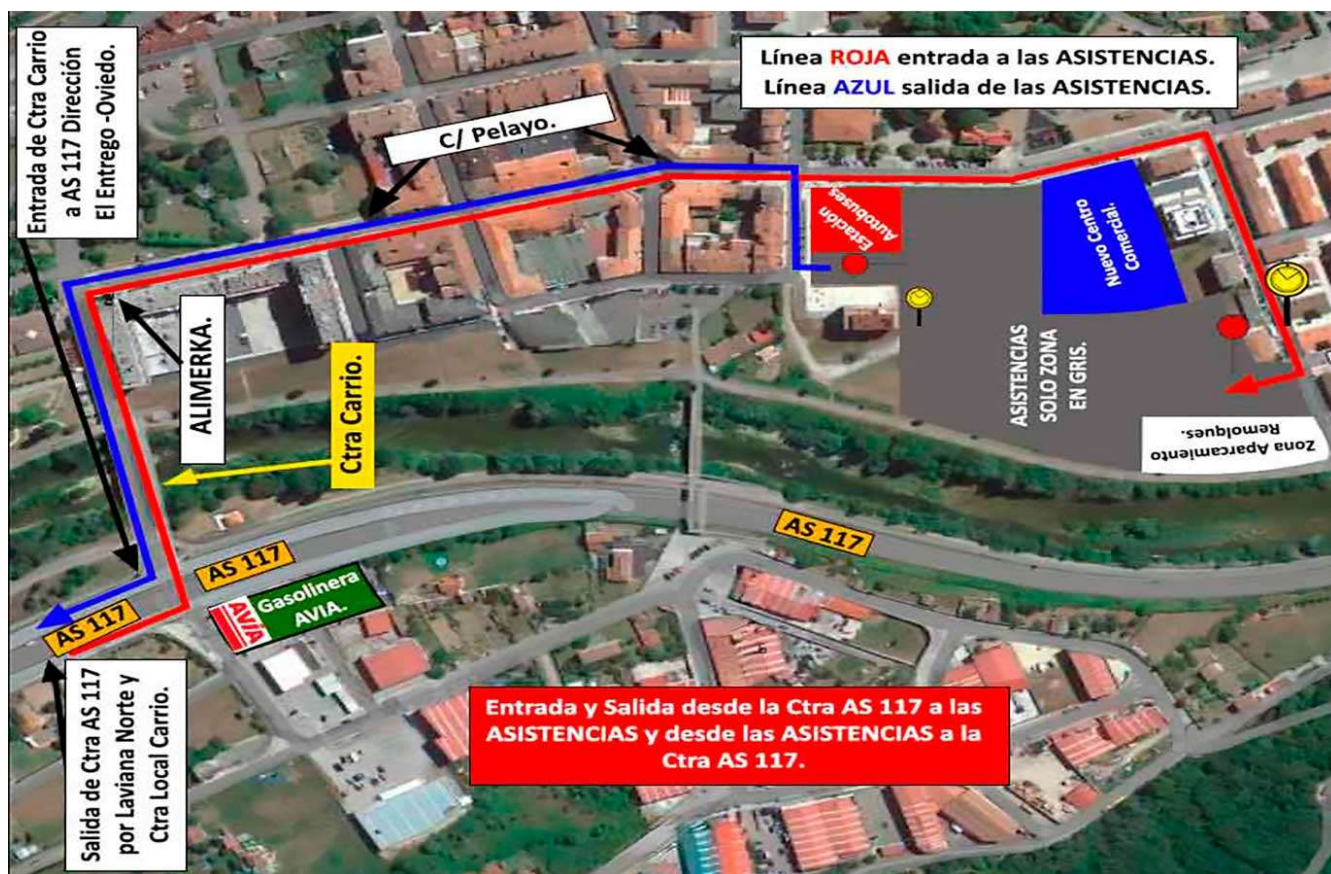 Entrada de Ctra Carrio
a AS 117 Dirección
El Entrego -Oviedo.
Línea ROJA entrada a las ASISTENCIAS.
Línea AZUL salida de las ASISTENCIAS.
C/ Pelayo.
Estación
Autobuses
Nuevo Centro
Comercial.
ALIMERKA.
Ctra Carrio.
ASISTENCIAS
SOLO ZONA
EN GRIS.
Zona Aparcamiento
Remolques.
AS 117
AS 117
AS 117
AVIA
Gasolinera
AVIA.
Salida de Ctra AS 117
por Laviana Norte y
Ctra Local Carrio.
Entrada y Salida desde la Ctra AS 117 a las
ASISTENCIAS y desde las ASISTENCIAS a la
Ctra AS 117.